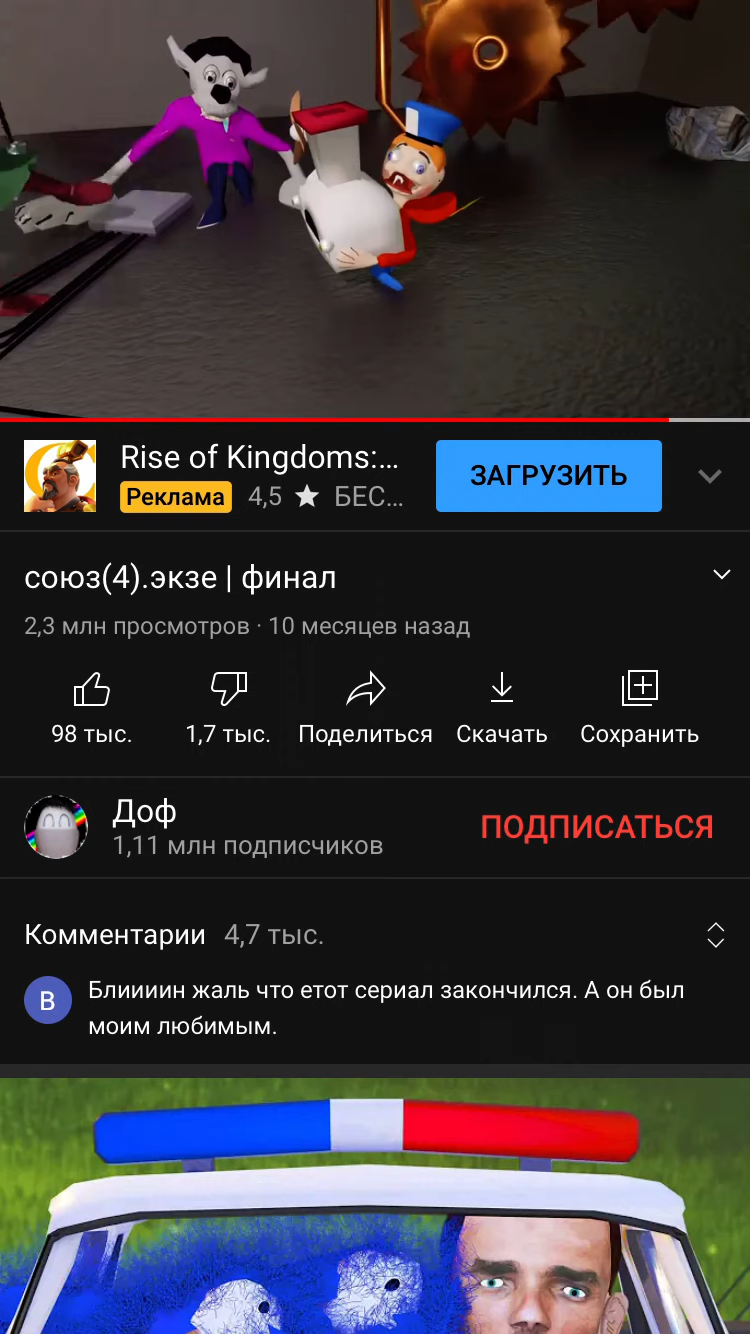 Rise of Kingdoms:...
Реклама 4,5 ★ БЕС...
ЗАГРУЗИТЬ
союз(4).экзе | финал
2,3 млн просмотров · 10 месяцев назад
98 тыс. 1,7 тыс. Поделиться Скачать Сохранить
Доф
1,11 млн подписчиков
ПОДПИСАТЬСЯ
Комментарии 4,7 тыс.
B
Блиииин жаль что етот сериал закончился. А он был
моим любимым.